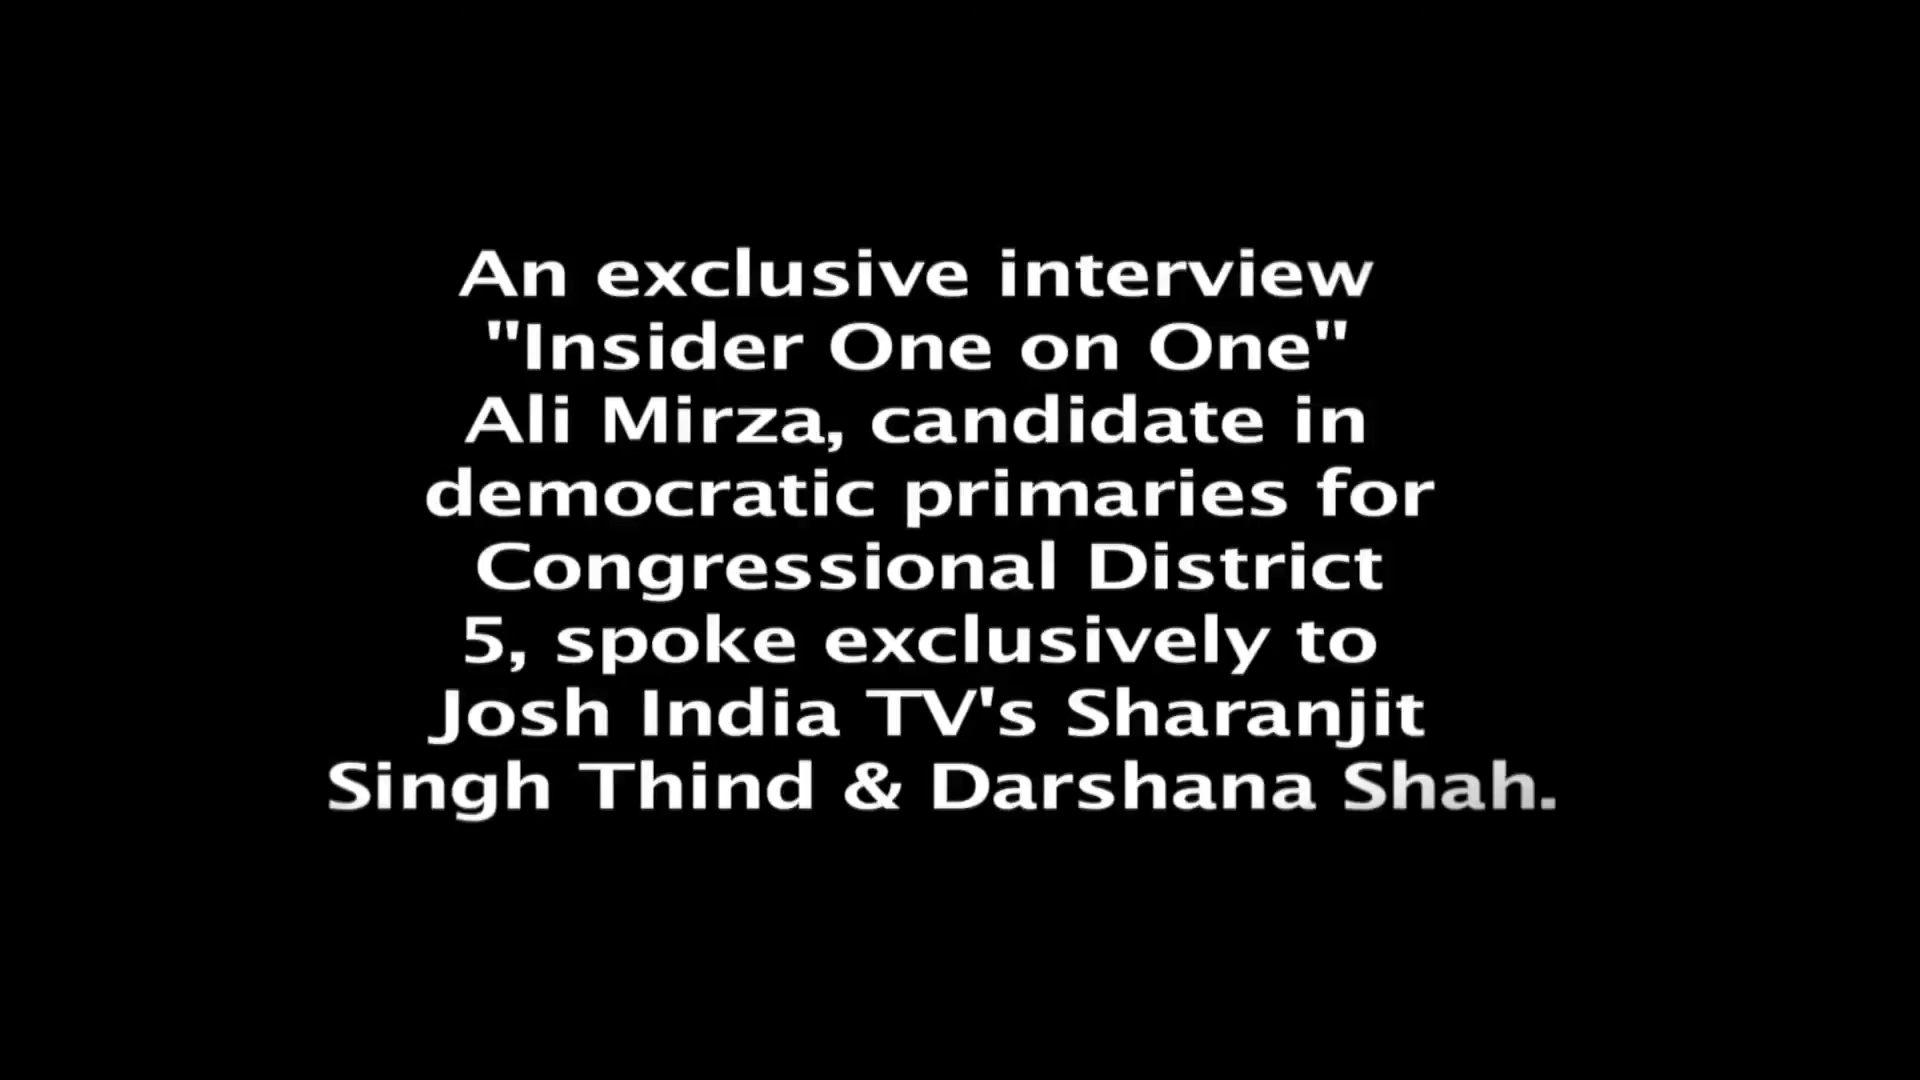 An exclusive interview
"Insider One on One"
Ali Mirza, candidate in
democratic primaries for
Congressional District
5, spoke exclusively to
Josh India TV's Sharanjit
Singh Thind & Darshana Shah.